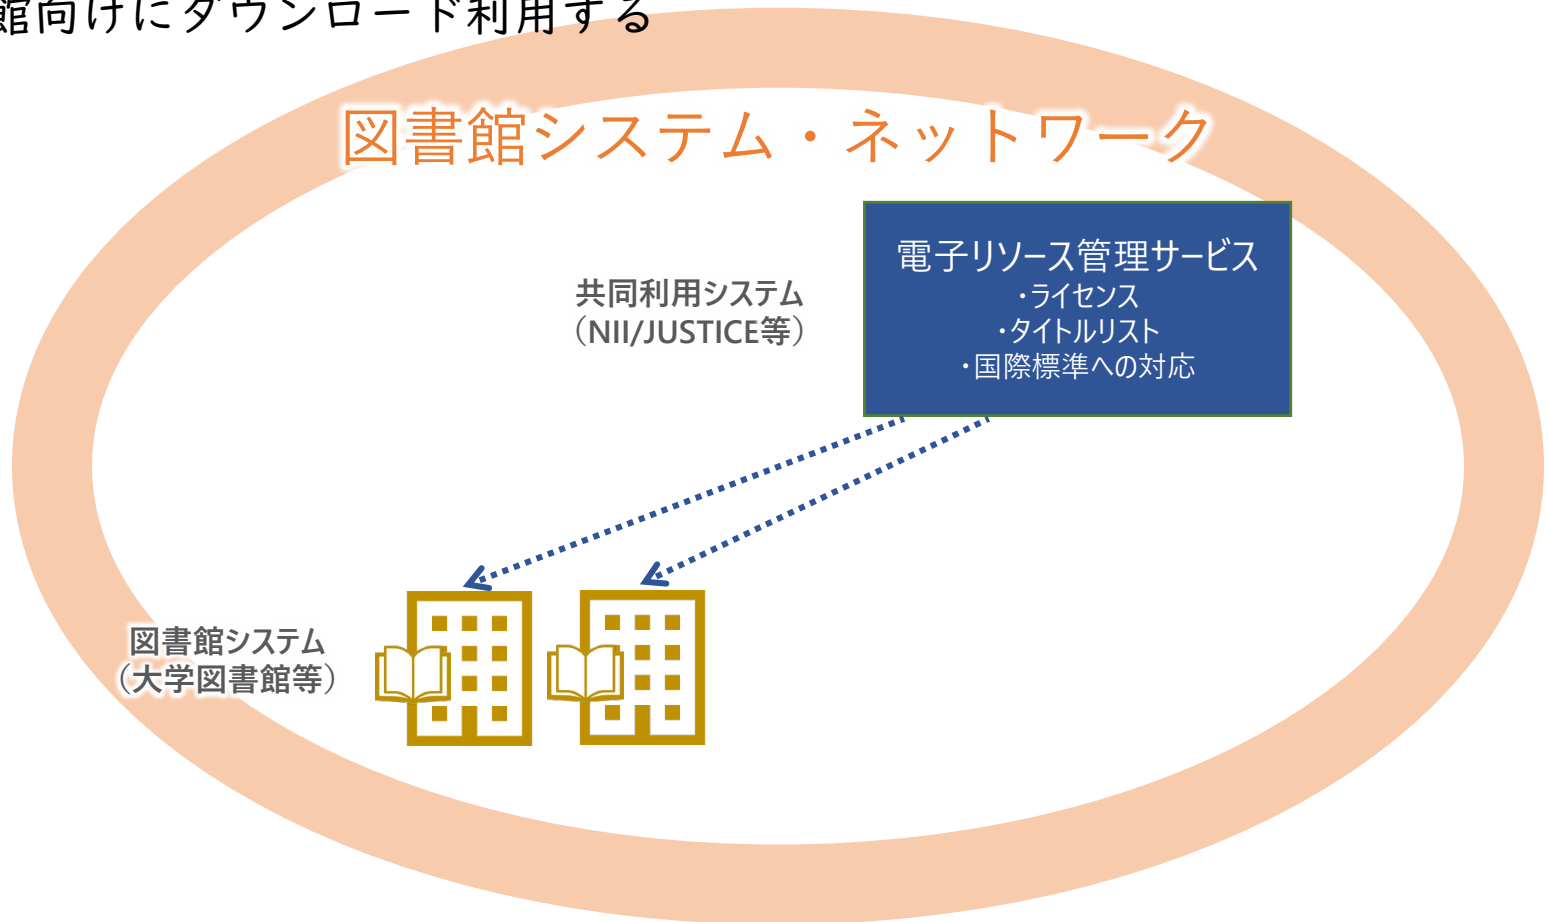 館向けにダウンロード利用する
図書館システム・ネットワーク
電子リソース管理サービス
・ライセンス
・タイトルリスト
・国際標準への対応
共同利用システム
（NII/JUSTICE等）
図書館システム
（大学図書館等）